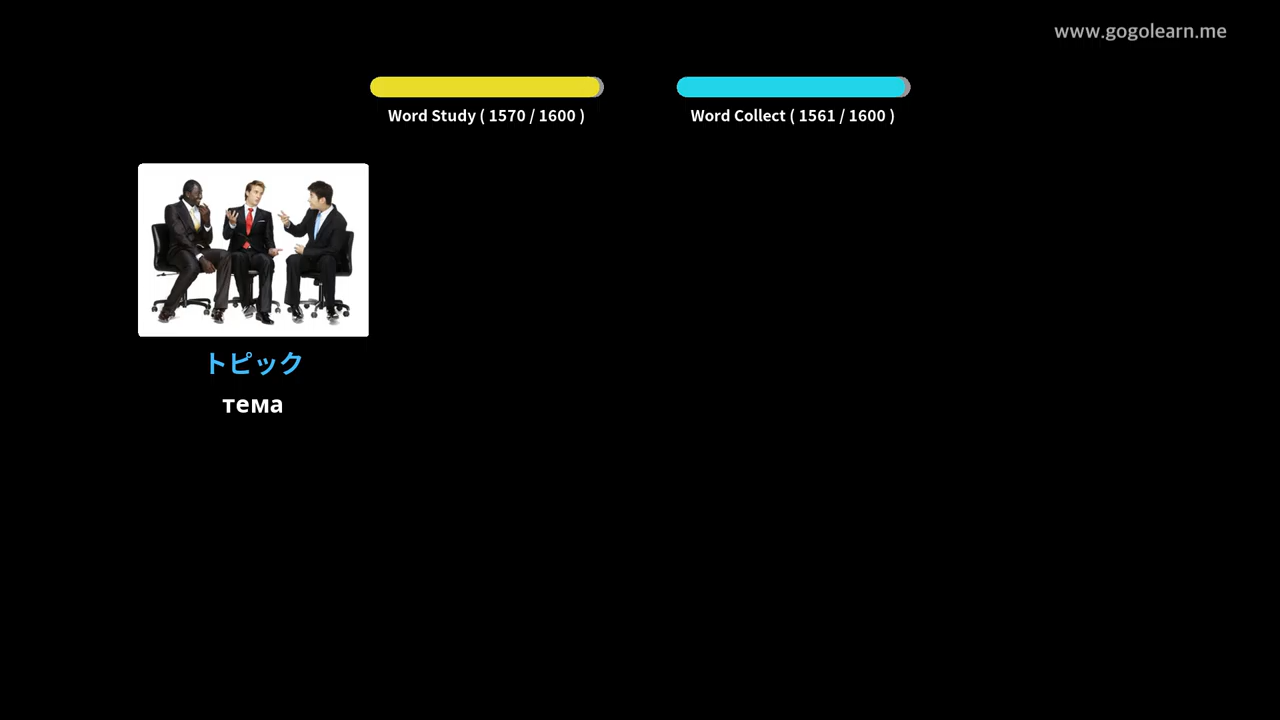 www.gogolearn.me
Word Study ( 1570 / 1600 )
Word Collect ( 1561 / 1600 )
トピック
тема